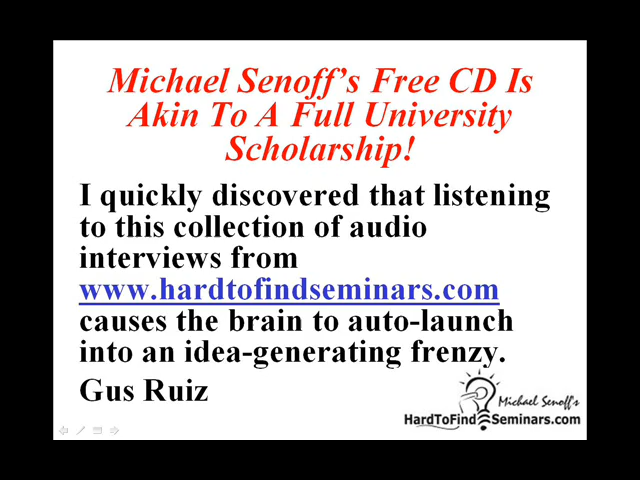 Michael Senoff's Free CD Is
Akin To A Full University
Scholarship!
I quickly discovered that listening
to this collection of audio
interviews from
www.hardtofindseminars.com
causes the brain to auto-launch
into an idea-generating frenzy.
Gus Ruiz
Michael Senoff's
HardToFindSeminars.com